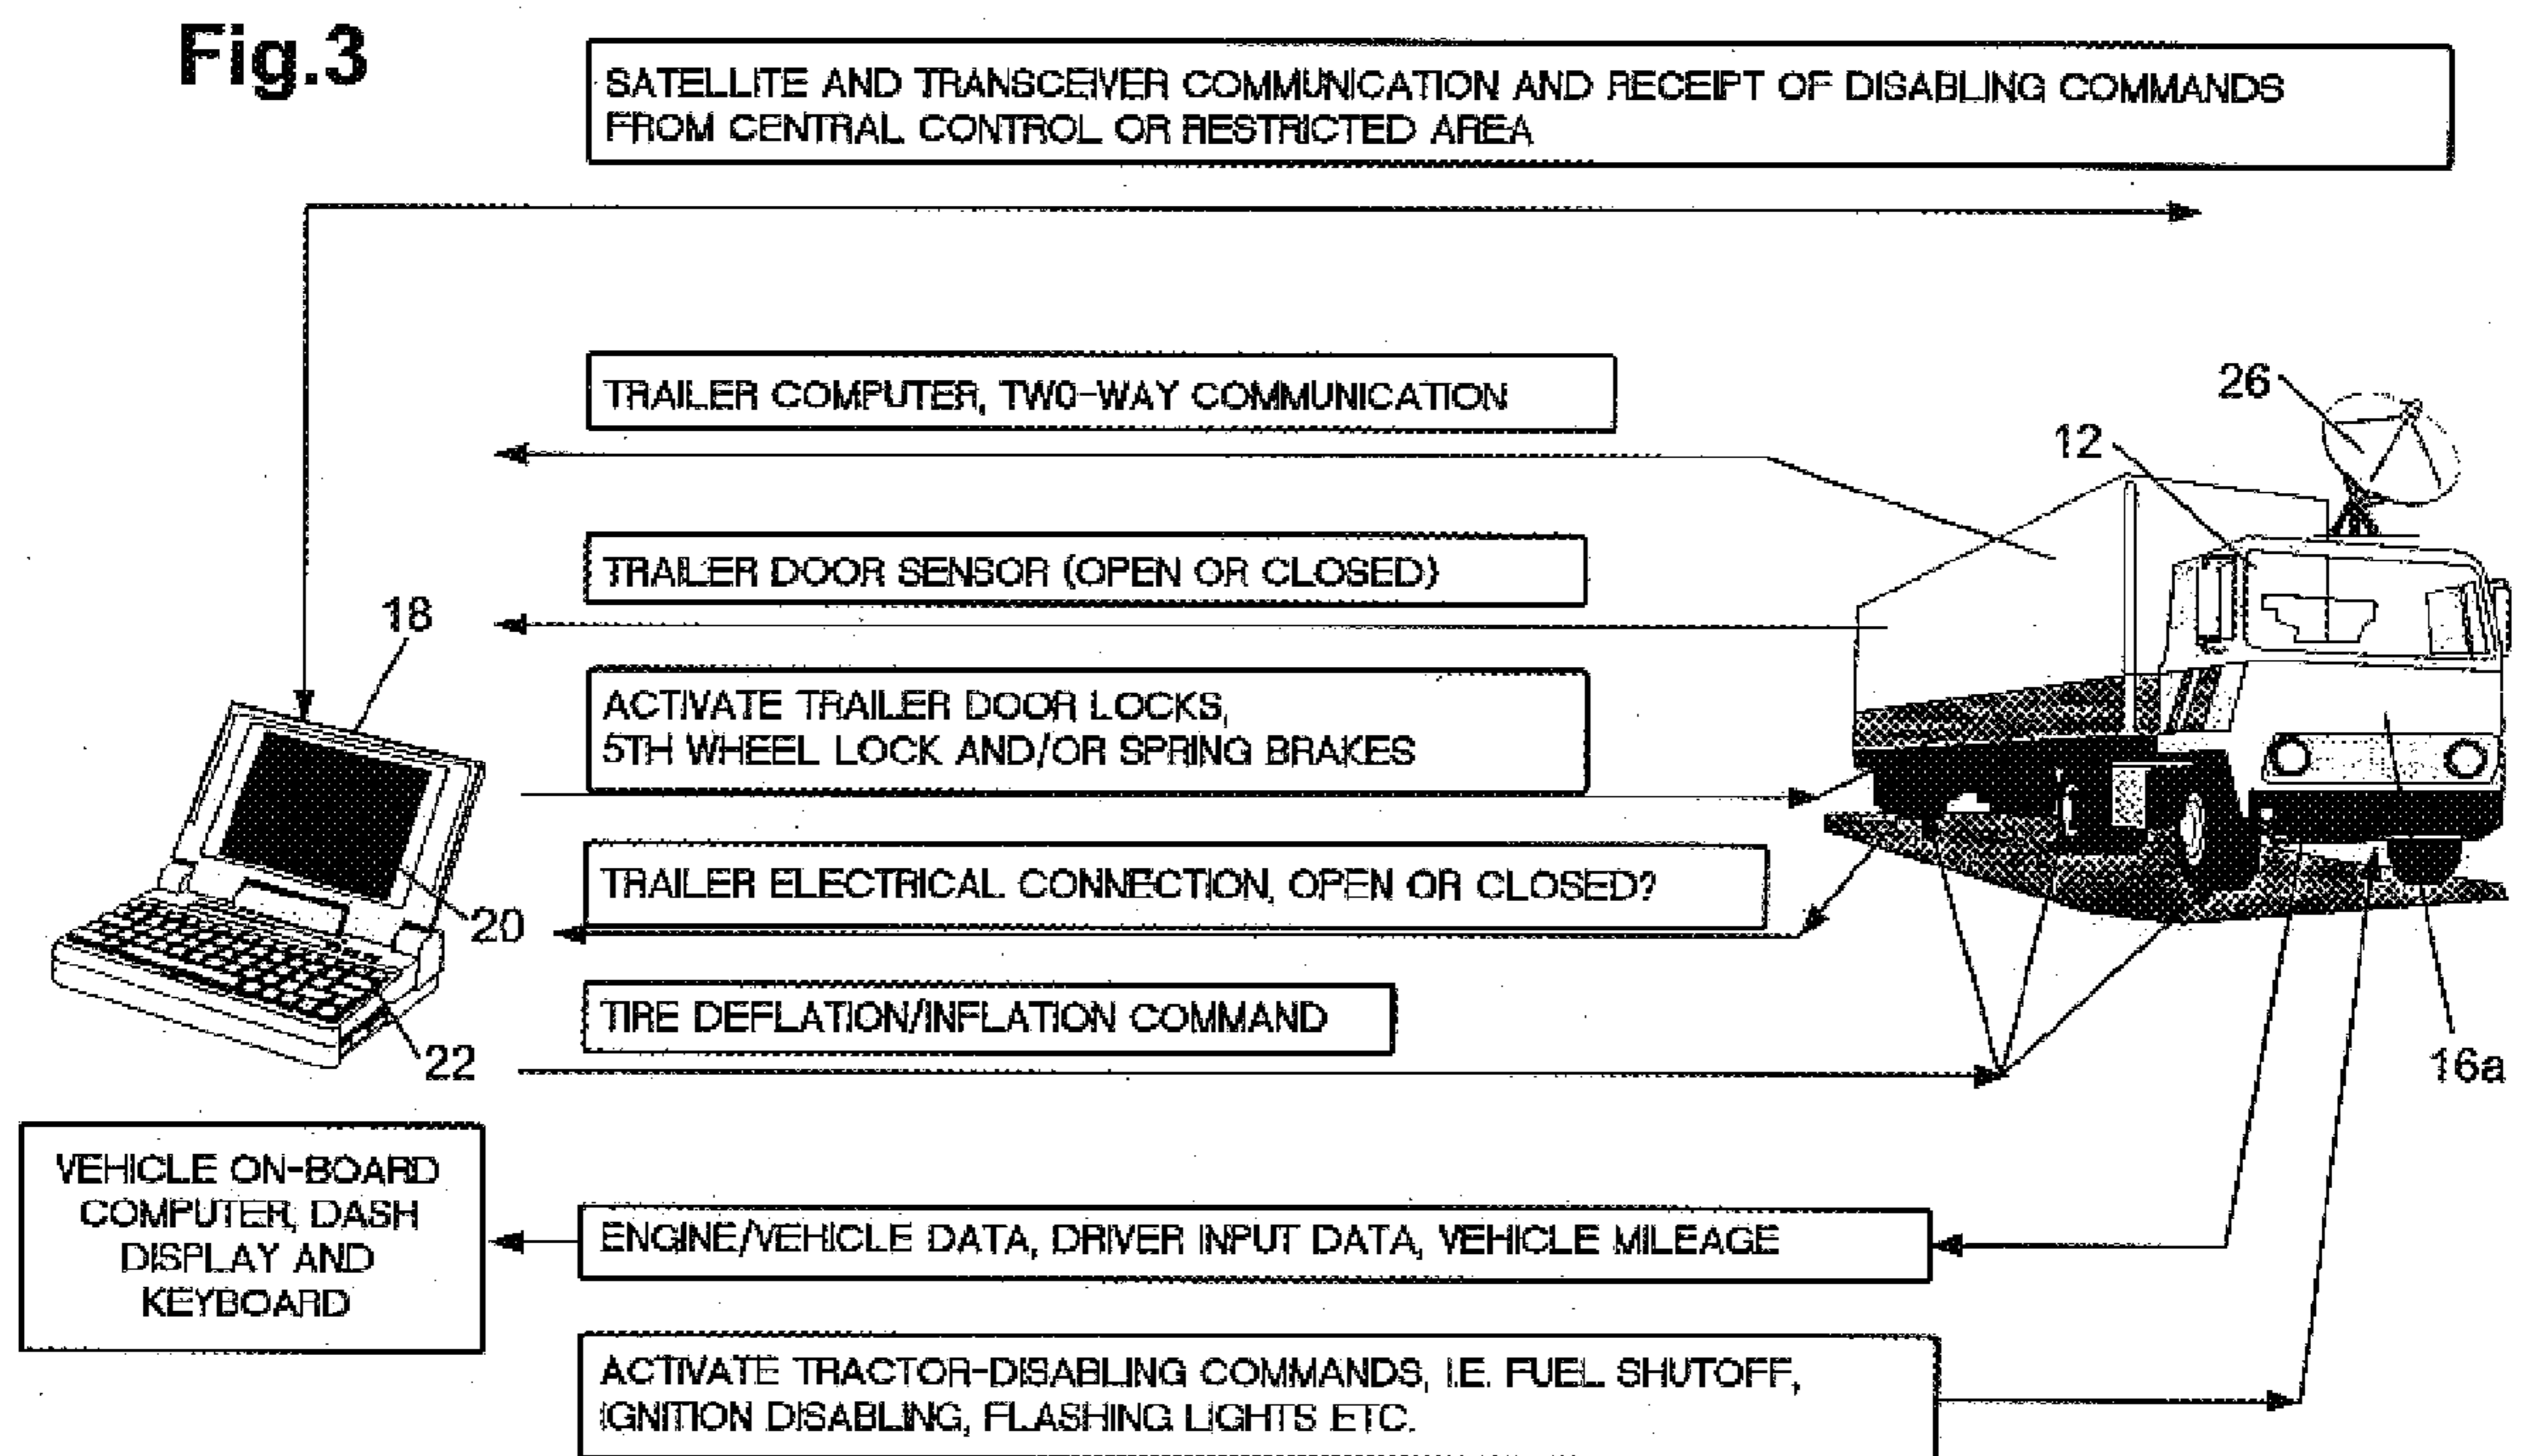 Fig.3
SATELLITE AND TRANSCEIVER COMMUNICATION AND RECEIPT OF DISABLING COMMANDS
FROM CENTRAL CONTROL OR RESTRICTED AREA
TRAILER COMPUTER, TWO-WAY COMMUNICATION
26
12
TRAILER DOOR SENSOR (OPEN OR CLOSED)
18
ACTIVATE TRAILER DOOR LOCKS,
5TH WHEEL LOCK AND/OR SPRING BRAKES
TRAILER ELECTRICAL CONNECTION, OPEN OR CLOSED?
20
TIRE DEFLATION/INFLATION COMMAND
22
16a
VEHICLE ON-BOARD
COMPUTER, DASH
DISPLAY AND
KEYBOARD
ENGINE/VEHICLE DATA, DRIVER INPUT DATA, VEHICLE MILEAGE
ACTIVATE TRACTOR-DISABLING COMMANDS, I.E. FUEL SHUTOFF,
IGNITION DISABLING, FLASHING LIGHTS ETC.